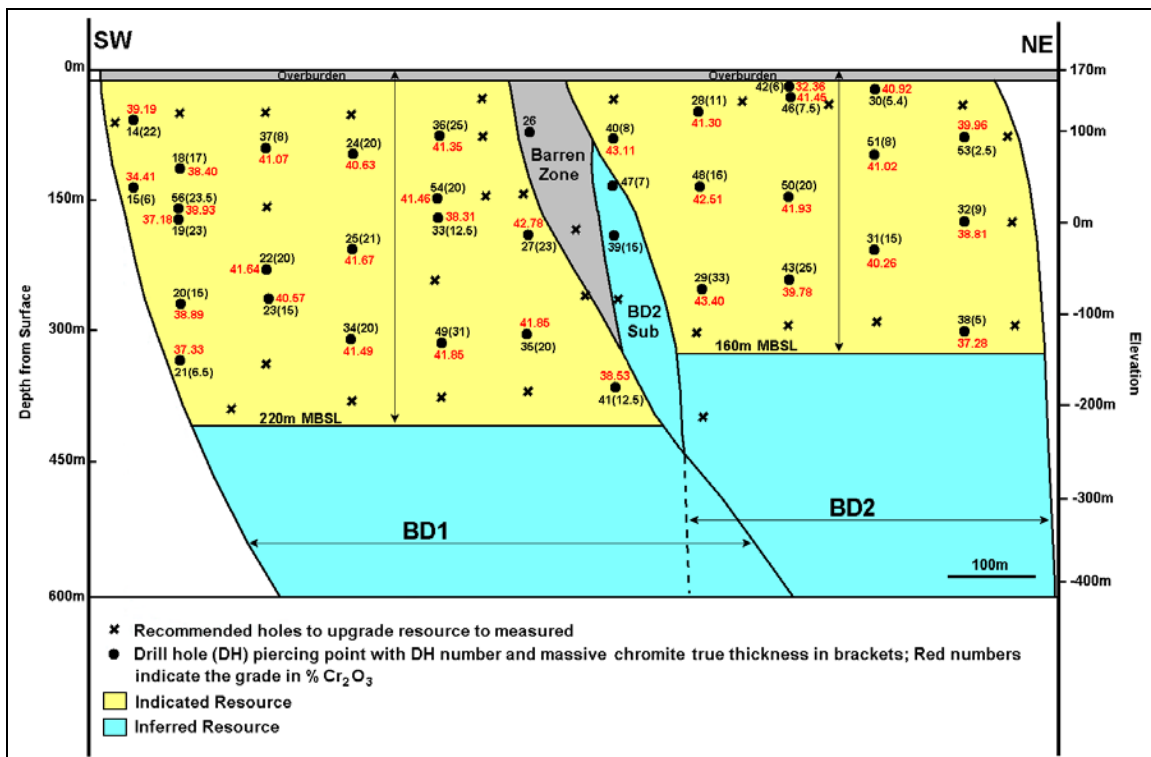 SW
NE
0m
170m
Overburden
Overburden
42(6)
32.36
46(7.5)
41.45
40.92
30(5.4)
39.19
14(22)
28(11)
41.30
37(8)
41.07
24(20)
40.63
36(25)
41.35
26
40(8)
43.11
39.96
53(2.5)
100m
Barren
Zone
51(8)
41.02
18(17)
38.40
34.41
15(6)
150m
47(7)
48(16)
42.51
50(20)
41.93
56(23.5)
39.93
37.18
19(23)
54(20)
41.46
38.31
33(12.5)
42.78
27(23)
32(9)
38.81
0m
39(15)
25(21)
41.67
31(15)
40.26
22(20)
41.64
40.57
23(15)
29(33)
43.40
43(25)
39.78
20(15)
38.89
BD2
Sub
-100m
300m
34(20)
41.49
49(31)
41.85
41.85
35(20)
38(5)
37.28
160m MBSL
37.33
21(6.5)
38.53
41(12.5)
220m MBSL
-200m
450m
-300m
BD1
BD2
100m
-400m
600m
Depth from Surface
Elevation
Recommended holes to upgrade resource to measured
Drill hole (DH) piercing point with DH number and massive chromite true thickness in brackets; Red numbers
indicate the grade in % Cr₂O₃
Indicated Resource
Inferred Resource